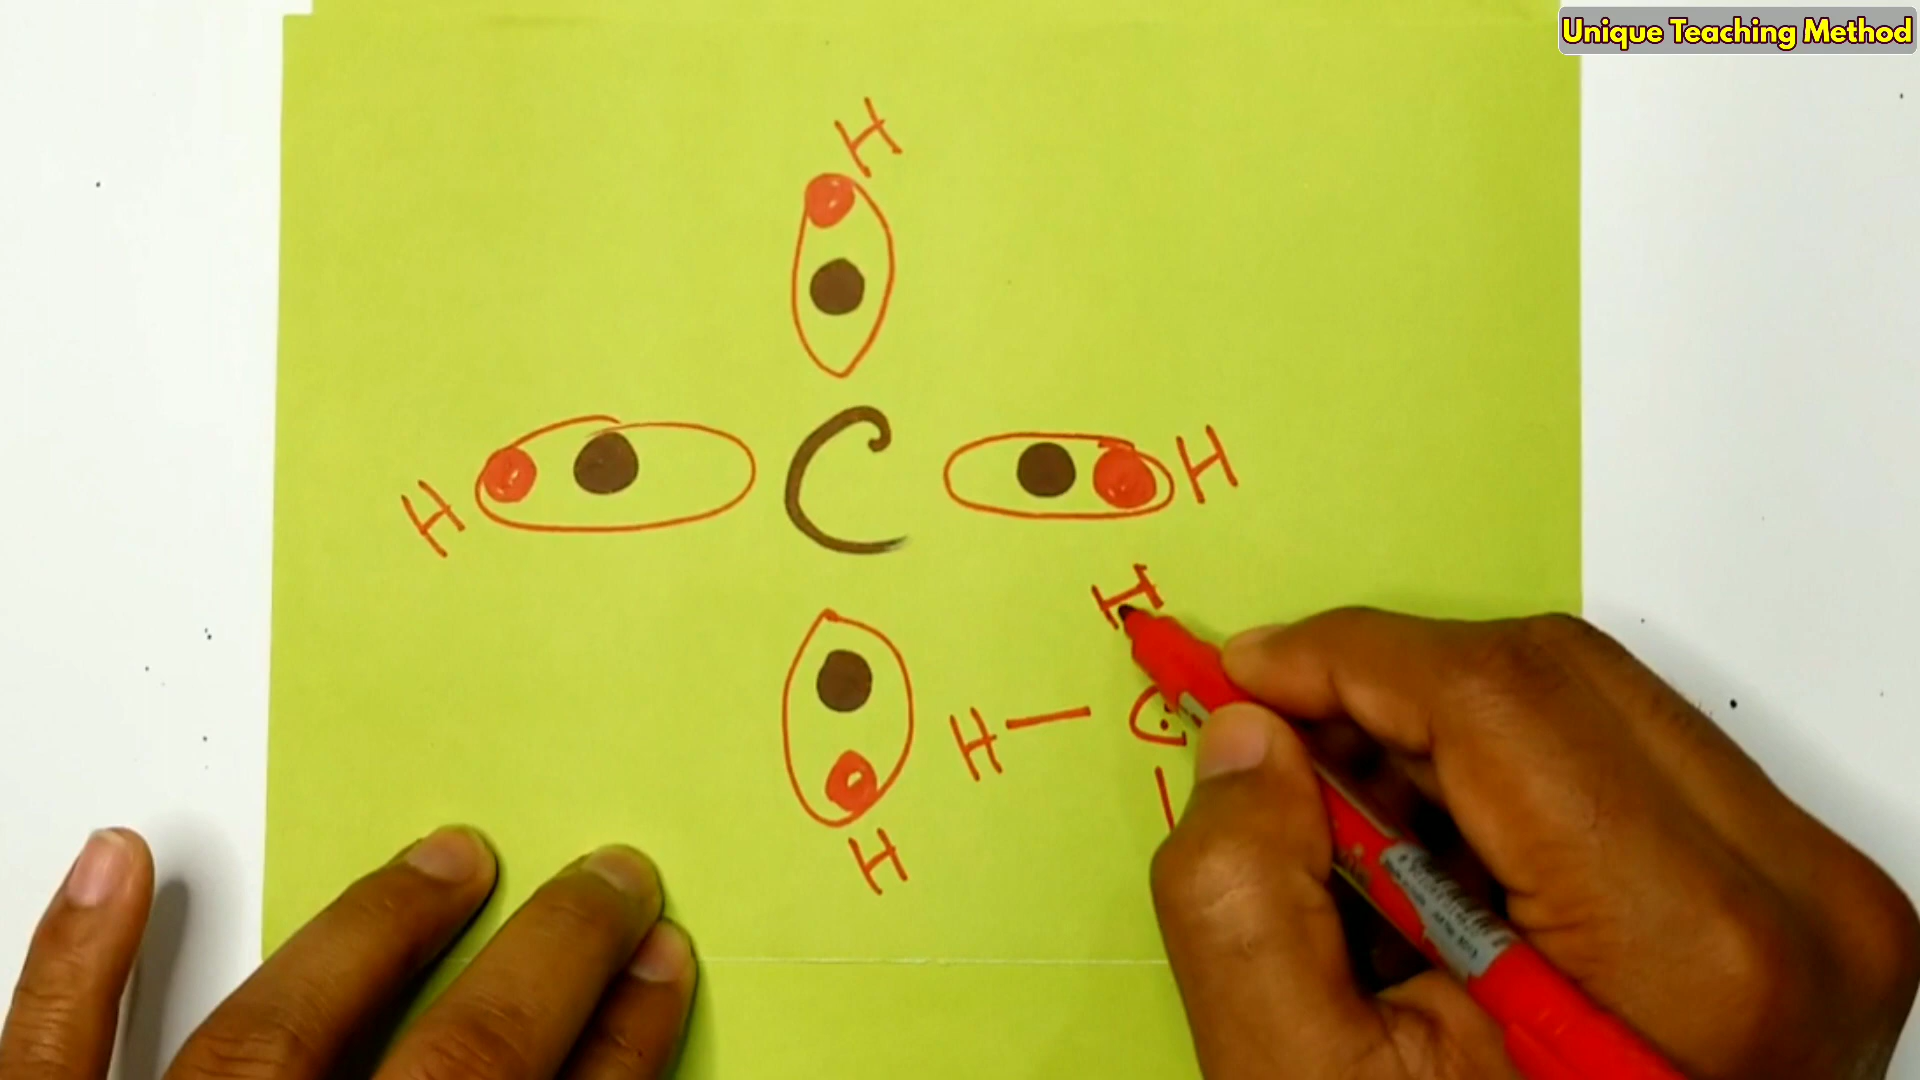 Unique Teaching Method
H
H C H
H
H
H — C